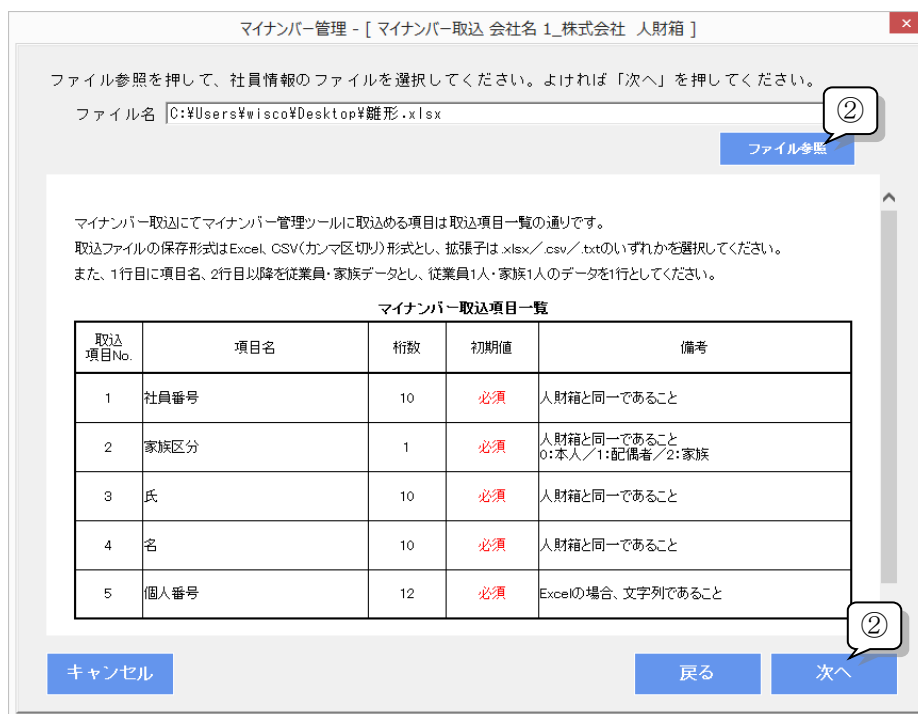 マイナンバー管理 - [ マイナンバー取込 会社名 1_株式会社 人財箱 ]
×
ファイル参照を押して、社員情報のファイルを選択してください。よければ「次へ」を押してください。
ファイル名 C:¥Users¥wisco¥Desktop¥雛形.xlsx
②
ファイル参照
マイナンバー取込にてマイナンバー管理ツールに取込める項目は取込項目一覧の通りです。
取込ファイルの保存形式はExcel、CSV(カンマ区切り)形式とし、拡張子は.xlsx／.csv／.txtのいずれかを選択してください。
また、1行目に項目名、2行目以降を従業員・家族データとし、従業員1人・家族1人のデータを1行としてください。
マイナンバー取込項目一覧
取込
項目No. 項目名 桁数 初期値 備考
1 社員番号 10 必須 人財箱と同一であること
2 家族区分 1 必須 人財箱と同一であること
0:本人／1:配偶者／2:家族
3 氏 10 必須 人財箱と同一であること
4 名 10 必須 人財箱と同一であること
5 個人番号 12 必須 Excelの場合、文字列であること
②
キャンセル 戻る 次へ